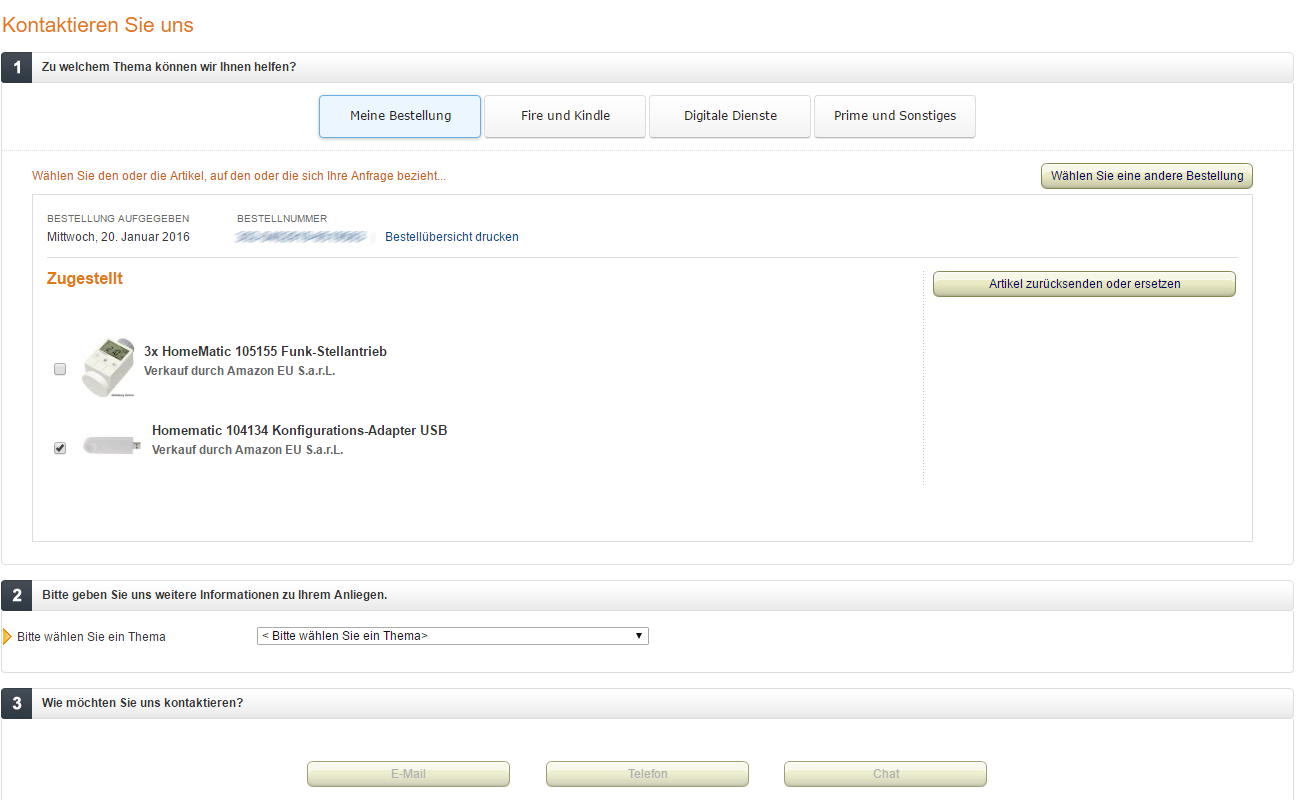 Kontaktieren Sie uns
1 Zu welchem Thema können wir Ihnen helfen?
Meine Bestellung Fire und Kindle Digitale Dienste Prime und Sonstiges
Wählen Sie den oder die Artikel, auf den oder die sich Ihre Anfrage bezieht... Wählen Sie eine andere Bestellung
BESTELLUNG AUFGEGEBEN BESTELLNUMMER
Mittwoch, 20. Januar 2016 Bestellübersicht drucken
Zugestellt Artikel zurücksenden oder ersetzen
3x HomeMatic 105155 Funk-Stellantrieb
Verkauf durch Amazon EU S.a.r.L.
Homematic 104134 Konfigurations-Adapter USB
Verkauf durch Amazon EU S.a.r.L.
2 Bitte geben Sie uns weitere Informationen zu Ihrem Anliegen.
Bitte wählen Sie ein Thema < Bitte wählen Sie ein Thema>
3 Wie möchten Sie uns kontaktieren?
E-Mail Telefon Chat